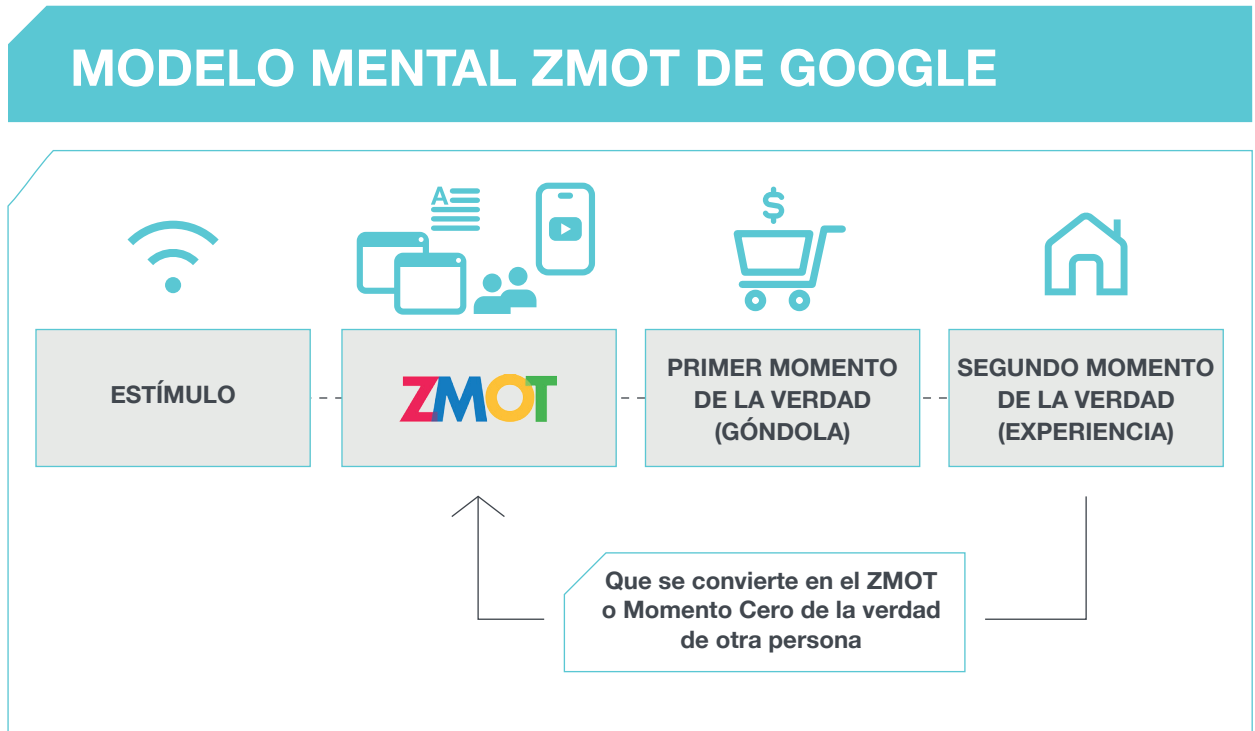 MODELO MENTAL ZMOT DE GOOGLE
A
$
ESTÍMULO
ZMOT
PRIMER MOMENTO
DE LA VERDAD
(GÓNDOLA)
SEGUNDO MOMENTO
DE LA VERDAD
(EXPERIENCIA)
Que se convierte en el ZMOT
o Momento Cero de la verdad
de otra persona